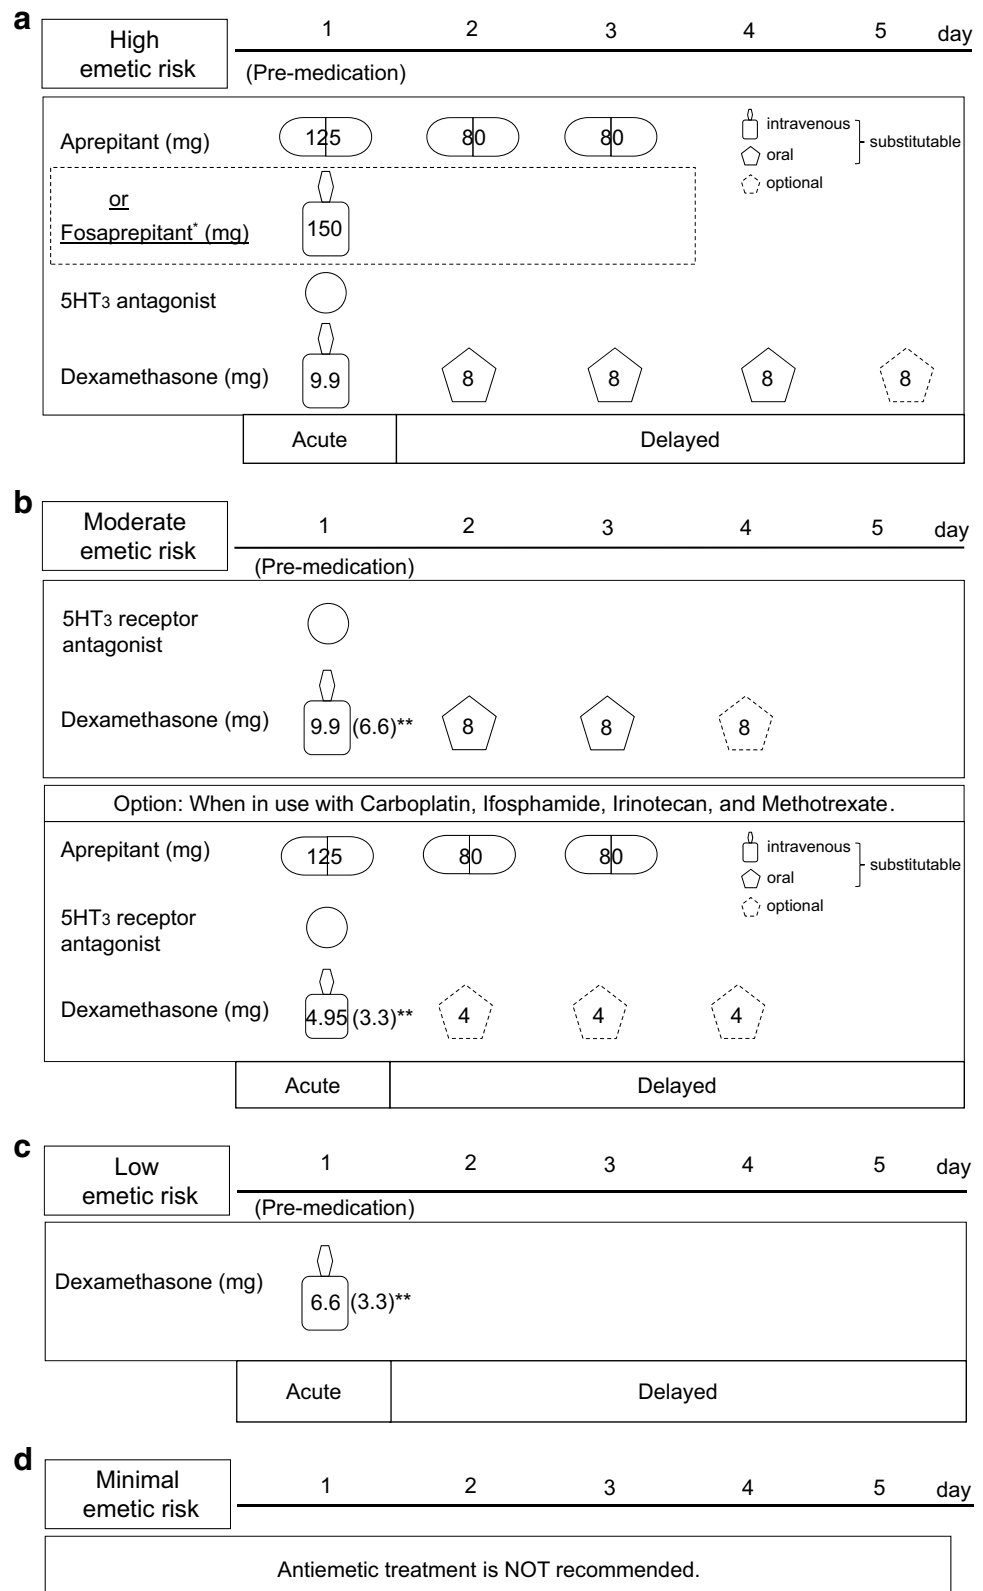 a
High
emetic risk
1 2 3 4 5 day
(Pre-medication)
Aprepitant (mg) 125 80 80
intravenous
oral
substitutable
optional
or
Fosaprepitant* (mg) 150
5HT3 antagonist
Dexamethasone (mg) 9.9 8 8 8 8
Acute Delayed
b
Moderate
emetic risk
1 2 3 4 5 day
(Pre-medication)
5HT3 receptor
antagonist
Dexamethasone (mg) 9.9 (6.6)** 8 8 8
Option: When in use with Carboplatin, Ifosphamide, Irinotecan, and Methotrexate.
Aprepitant (mg) 125 80 80
intravenous
oral
substitutable
optional
5HT3 receptor
antagonist
Dexamethasone (mg) 4.95 (3.3)** 4 4 4
Acute Delayed
c
Low
emetic risk
1 2 3 4 5 day
(Pre-medication)
Dexamethasone (mg) 6.6 (3.3)**
Acute Delayed
d
Minimal
emetic risk
1 2 3 4 5 day
Antiemetic treatment is NOT recommended.